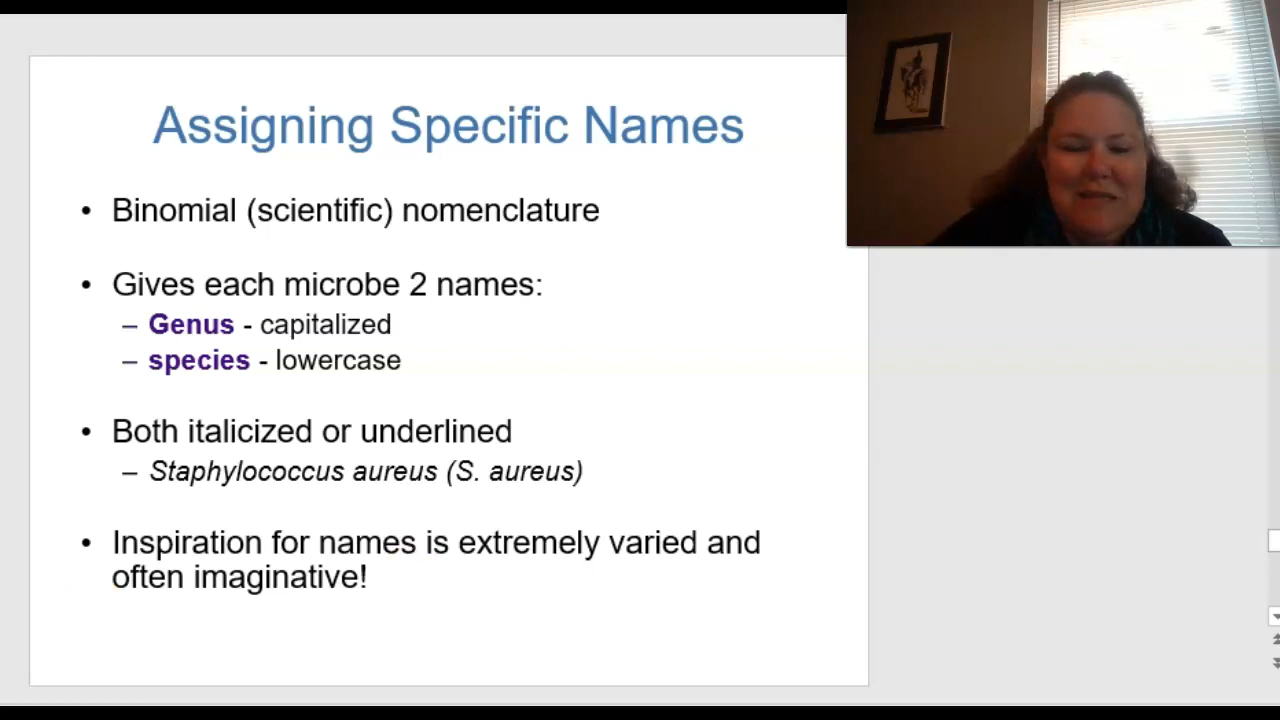 Assigning Specific Names
• Binomial (scientific) nomenclature
• Gives each microbe 2 names:
– Genus - capitalized
– species - lowercase
• Both italicized or underlined
– Staphylococcus aureus (S. aureus)
• Inspiration for names is extremely varied and
often imaginative!